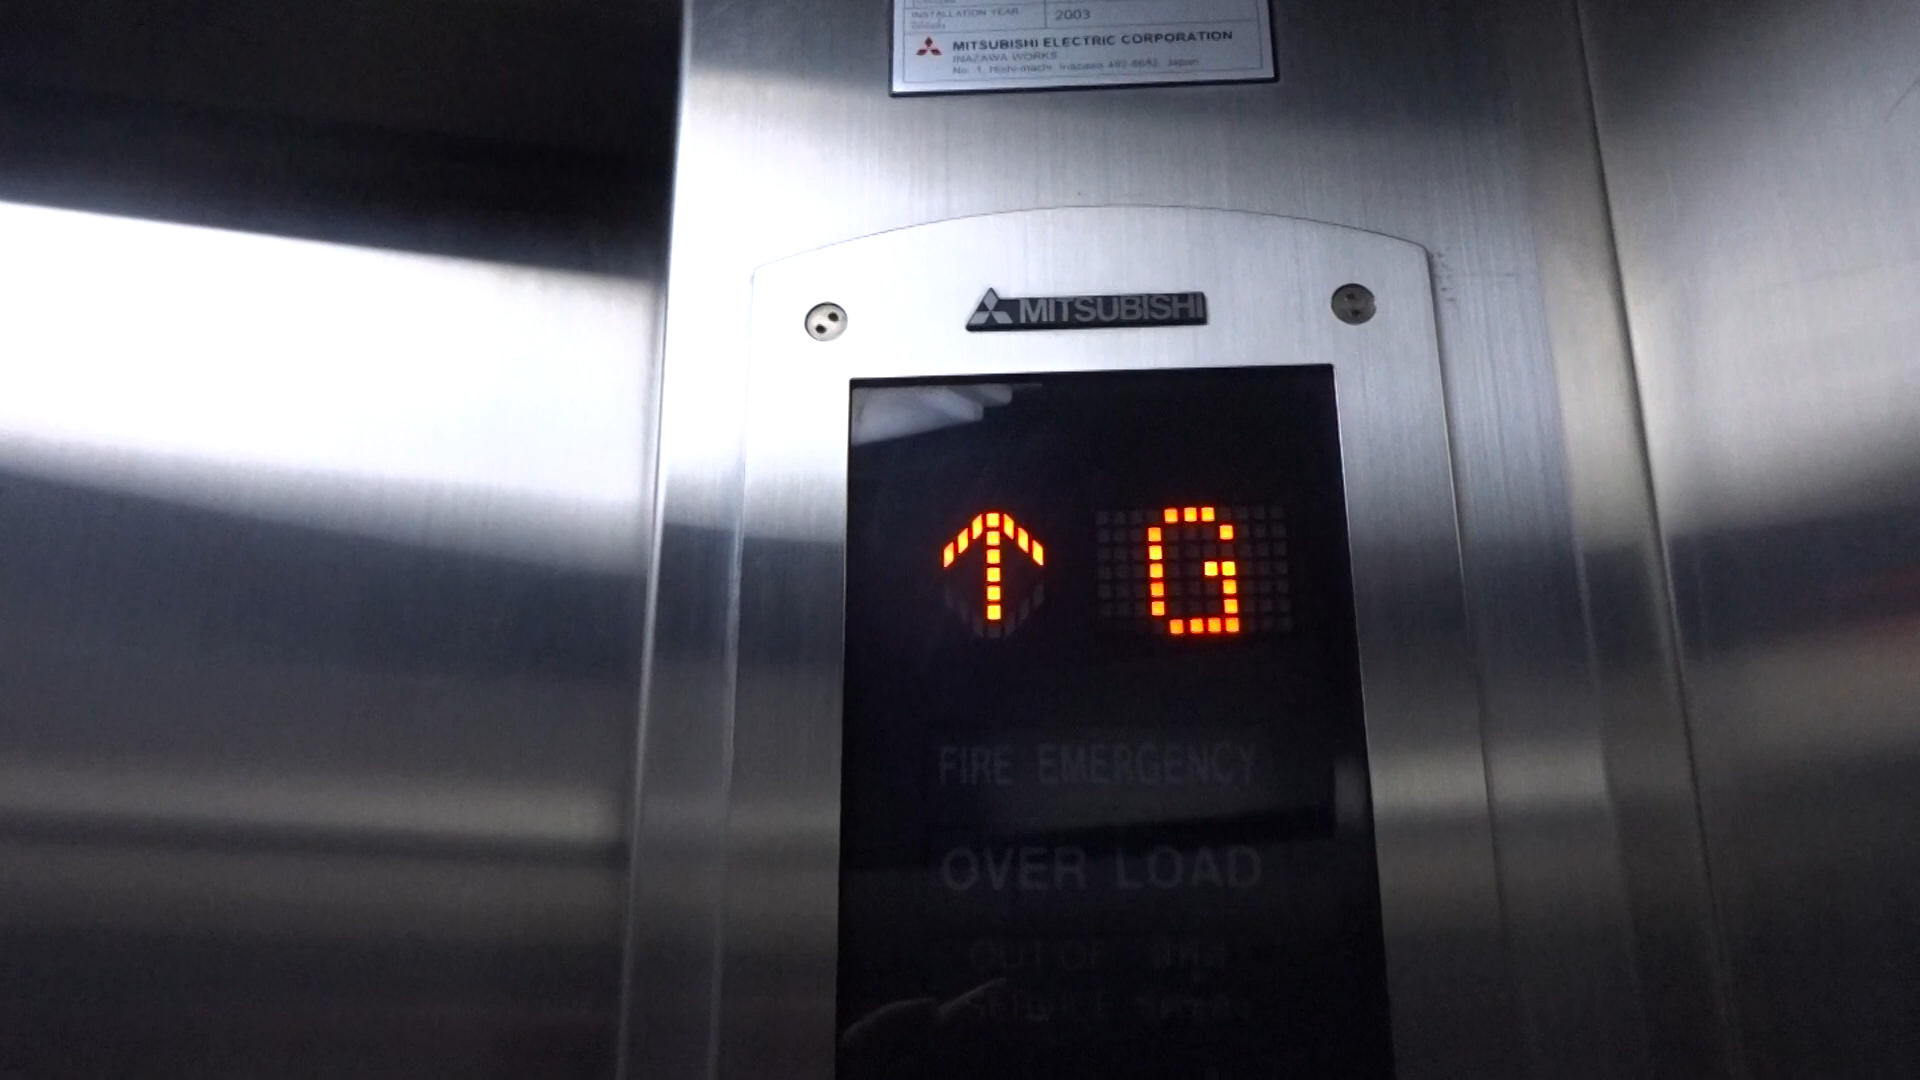 INSTALLATION YEAR 2003
MITSUBISHI ELECTRIC CORPORATION
INAZAWA WORKS
No. 1, Hishi-machi, Inazawa 492-8682, Japan
MITSUBISHI
↑ G
FIRE EMERGENCY
OVER LOAD
OUT OF
SERVICE